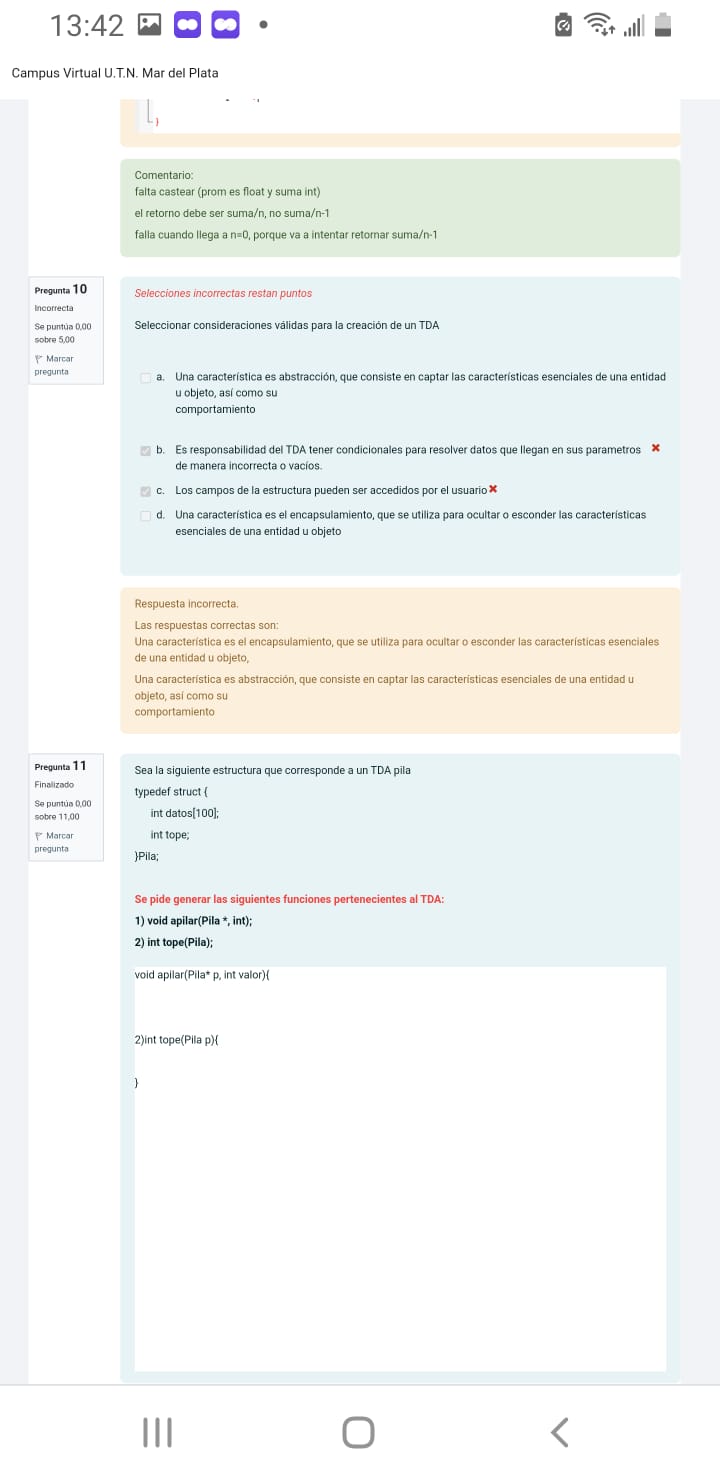 13:42
Campus Virtual U.T.N. Mar del Plata
}
Comentario:
falta castear (prom es float y suma int)
el retorno debe ser suma/n, no suma/n-1
falla cuando llega a n=0, porque va a intentar retornar suma/n-1
Pregunta 10
Incorrecta
Se puntúa 0,00
sobre 5,00
Marcar
pregunta
Selecciones incorrectas restan puntos
Seleccionar consideraciones válidas para la creación de un TDA
a. Una característica es abstracción, que consiste en captar las características esenciales de una entidad
u objeto, así como su
comportamiento
b. Es responsabilidad del TDA tener condicionales para resolver datos que llegan en sus parametros
de manera incorrecta o vacíos.
c. Los campos de la estructura pueden ser accedidos por el usuario
d. Una característica es el encapsulamiento, que se utiliza para ocultar o esconder las características
esenciales de una entidad u objeto
Respuesta incorrecta.
Las respuestas correctas son:
Una característica es el encapsulamiento, que se utiliza para ocultar o esconder las características esenciales
de una entidad u objeto,
Una característica es abstracción, que consiste en captar las características esenciales de una entidad u
objeto, así como su
comportamiento
Pregunta 11
Finalizado
Se puntúa 0,00
sobre 11,00
Marcar
pregunta
Sea la siguiente estructura que corresponde a un TDA pila
typedef struct {
int datos[100];
int tope;
}Pila;
Se pide generar las siguientes funciones pertenecientes al TDA:
1) void apilar(Pila *, int);
2) int tope(Pila);
void apilar(Pila* p, int valor){
2)int tope(Pila p){
}